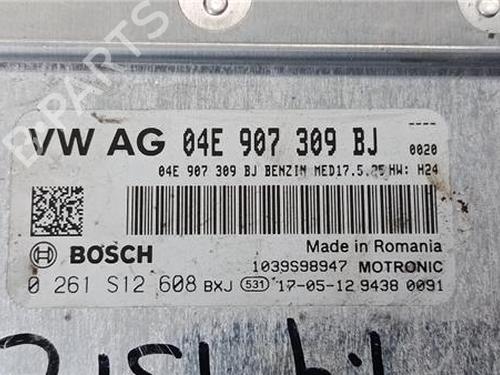 VW AG 04E 907 309 BJ 0020
04E 907 309 BJ BENZIN MED17.5.25 HW: H24
BOSCH
Made in Romania
1039S98947 MOTRONIC
0 261 S12 608 BXJ 531 17-05-12 9438 0091
B-PARTS